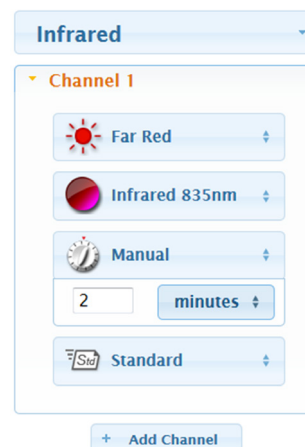 Infrared
Channel 1
Far Red
Infrared 835nm
Manual
2 minutes
Std Standard
+ Add Channel